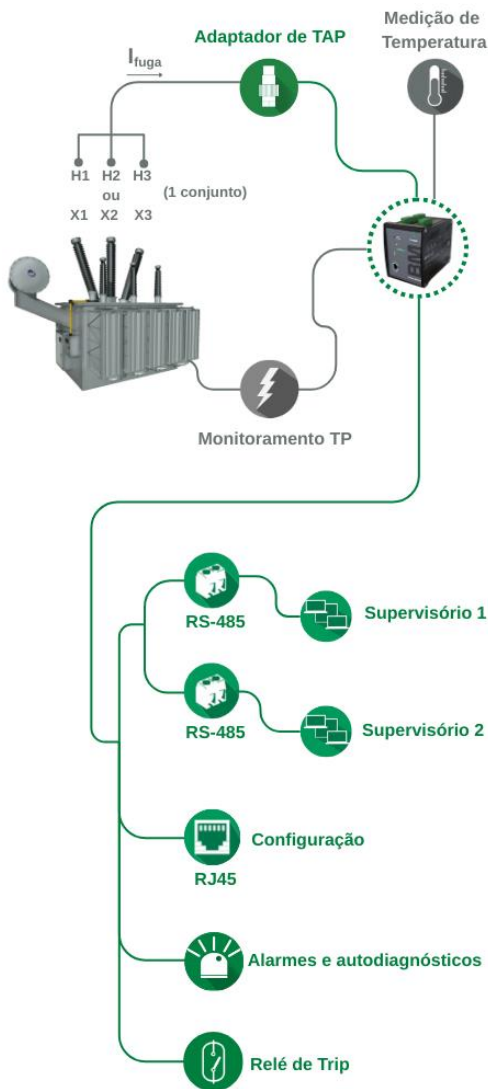 Medição de
Temperatura
Adaptador de TAP
Ifuga
H1 H2 H3
ou
X1 X2 X3
(1 conjunto)
BM
Monitoramento TP
RS-485
Supervisório 1
RS-485
Supervisório 2
Configuração
RJ45
Alarmes e autodiagnósticos
Relé de Trip